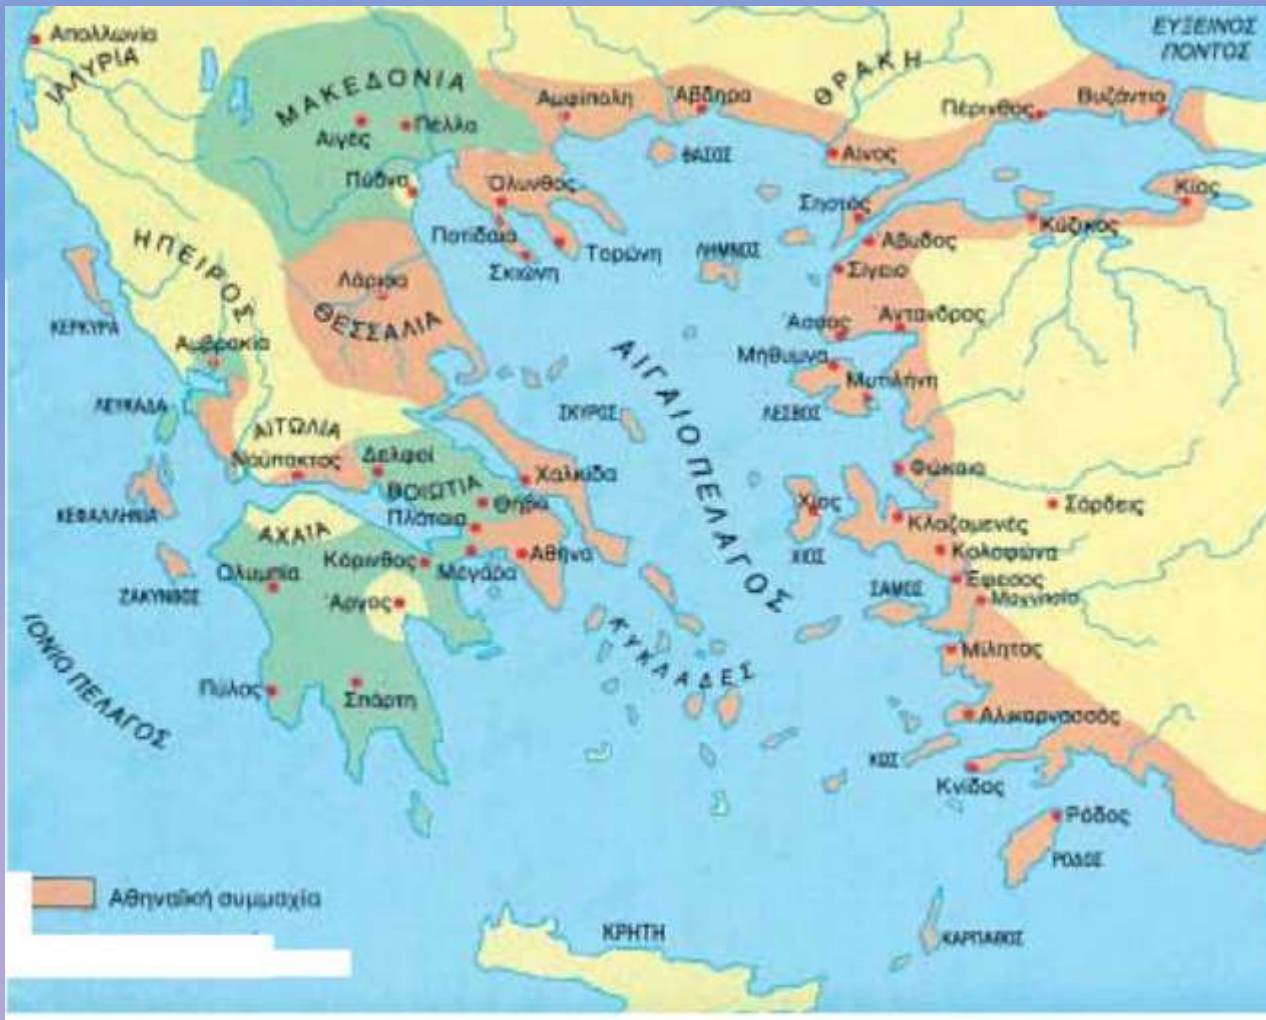 Απολλωνία
ΙΛΛΥΡΙΑ
ΜΑΚΕΔΟΝΙΑ
Αιγές
Πέλλα
Πύδνα
Αμφίπολη
Άβδηρα
ΘΡΑΚΗ
ΕΥΞΕΙΝΟΣ
ΠΟΝΤΟΣ
Πέρινθος
Βυζάντιο
ΘΑΣΟΣ
Αίνος
Όλυνθος
Ποτίδαια
Σκιώνη
Τορώνη
Σηστός
Κίος
Κύζικος
Άβυδος
ΛΗΜΝΟΣ
Σίγειο
ΗΠΕΙΡΟΣ
Λάρισα
ΘΕΣΣΑΛΙΑ
ΚΕΡΚΥΡΑ
Αμβρακία
Άσσος
Άντανδρος
Μήθυμνα
Μυτιλήνη
ΛΕΣΒΟΣ
ΑΙΓΑΙΟ ΠΕΛΑΓΟΣ
ΛΕΥΚΑΔΑ
ΣΚΥΡΟΣ
ΑΙΤΩΛΙΑ
Ναύπακτος
Δελφοί
ΒΟΙΩΤΙΑ
Θήβα
Χαλκίδα
Φώκαια
Σάρδεις
ΚΕΦΑΛΛΗΝΙΑ
ΑΧΑΪΑ
Πλάταια
Χίος
ΧΙΟΣ
Κλαζομενές
Κολοφώνα
Κόρινθος
Μέγαρα
Αθήνα
Ολυμπία
Άργος
ΖΑΚΥΝΘΟΣ
ΣΑΜΟΣ
Έφεσος
Μαγνησία
ΙΟΝΙΟ ΠΕΛΑΓΟΣ
ΚΥΚΛΑΔΕΣ
Μίλητος
Πύλος
Σπάρτη
Αλικαρνασσός
ΚΩΣ
Κνίδος
Ρόδος
ΡΟΔΟΣ
Αθηναϊκή συμμαχία
ΚΡΗΤΗ
ΚΑΡΠΑΘΟΣ